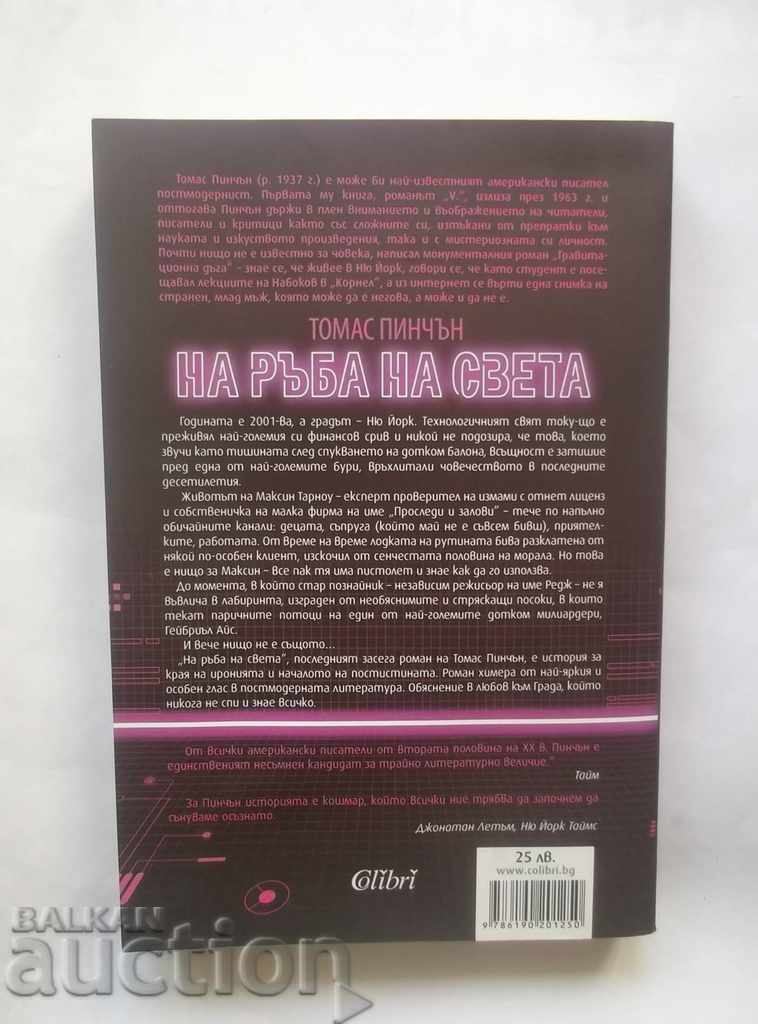 Томас Пинчън (р. 1937 г.) е може би най-известният американски писател
постмодернист. Първата му книга, романът „V.“, излиза през 1963 г. и
оттогава Пинчън държи в плен вниманието и въображението на читатели,
писатели и критици както със сложните си, изтъкани от препратки към
науката и изкуството произведения, така и с мистериозната си личност.
Почти нищо не е известно за човека, написал монументалния роман „Гравита-
ционна дъга“ – знае се, че живее в Ню Йорк, говори се, че като студент е посе-
щавал лекциите на Набоков в „Корнел“, а из интернет се върти една снимка на
странен, млад мъж, която може да е негова, а може и да не е.
ТОМАС ПИНЧЪН
НА РЪБА НА СВЕТА
Годината е 2001-ва, а градът – Ню Йорк. Технологичният свят току-що е
преживял най-големия си финансов срив и никой не подозира, че това, което
звучи като тишината след спукването на дотком балона, всъщност е затишие
пред една от най-големите бури, връхлитали човечеството в последните
десетилетия.
Животът на Максин Тарноу – експерт проверител на измами с отнет лиценз
и собственичка на малка фирма на име „Проследи и залови“ – тече по напълно
обичайните канали: децата, съпруга (който май не е съвсем бивш), приятел-
ките, работата. От време на време лодката на рутината бива разклатена от
някой по-особен клиент, изскочил от сенчестата половина на морала. Но това
е нищо за Максин – все пак тя има пистолет и знае как да го използва.
До момента, в който стар познайник – независим режисьор на име Редж – не я
въвлича в лабиринта, изграден от необяснимите и стряскащи посоки, в които
текат паричните потоци на един от най-големите дотком милиардери,
Гейбриъл Айс.
И вече нищо не е същото...
„На ръба на света“, последният засега роман на Томас Пинчън, е история за
края на иронията и началото на постистината. Роман химера от най-яркия и
особен глас в постмодерната литература. Обяснение в любов към Града, който
никога не спи и знае всичко.
От всички американски писатели от втората половина на XX в. Пинчън е
единственият несъмнен кандидат за трайно литературно величие.“
Тайм
За Пинчън историята е кошмар, който всички ние трябва да започнем да
сънуваме осъзнато.
Джонатан Летъм, Ню Йорк Таймс
25 лв.
www.colibri.bg
Colibri
9 786190 201250
BALKAN
auction